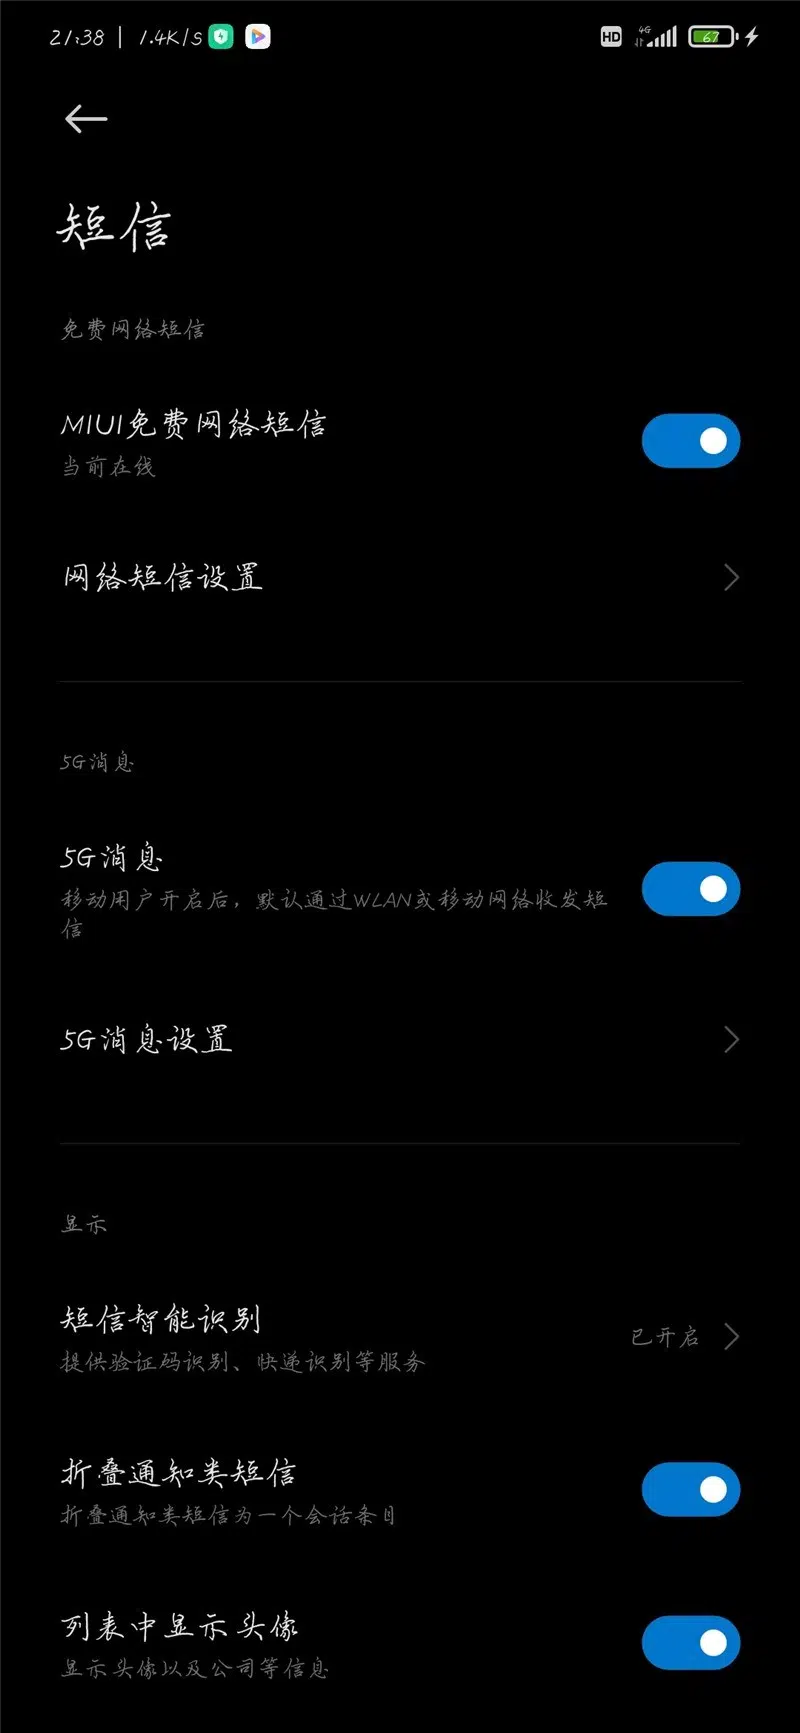 21:38 | 1.4K/s HD 4G 67
短信
免费网络短信
MIUI免费网络短信
当前在线
网络短信设置
5G消息
5G消息
移动用户开启后，默认通过WLAN或移动网络收发短
信
5G消息设置
显示
短信智能识别
已开启
提供验证码识别、快递识别等服务
折叠通知类短信
折叠通知类短信为一个会话条目
列表中显示头像
显示头像以及公司等信息